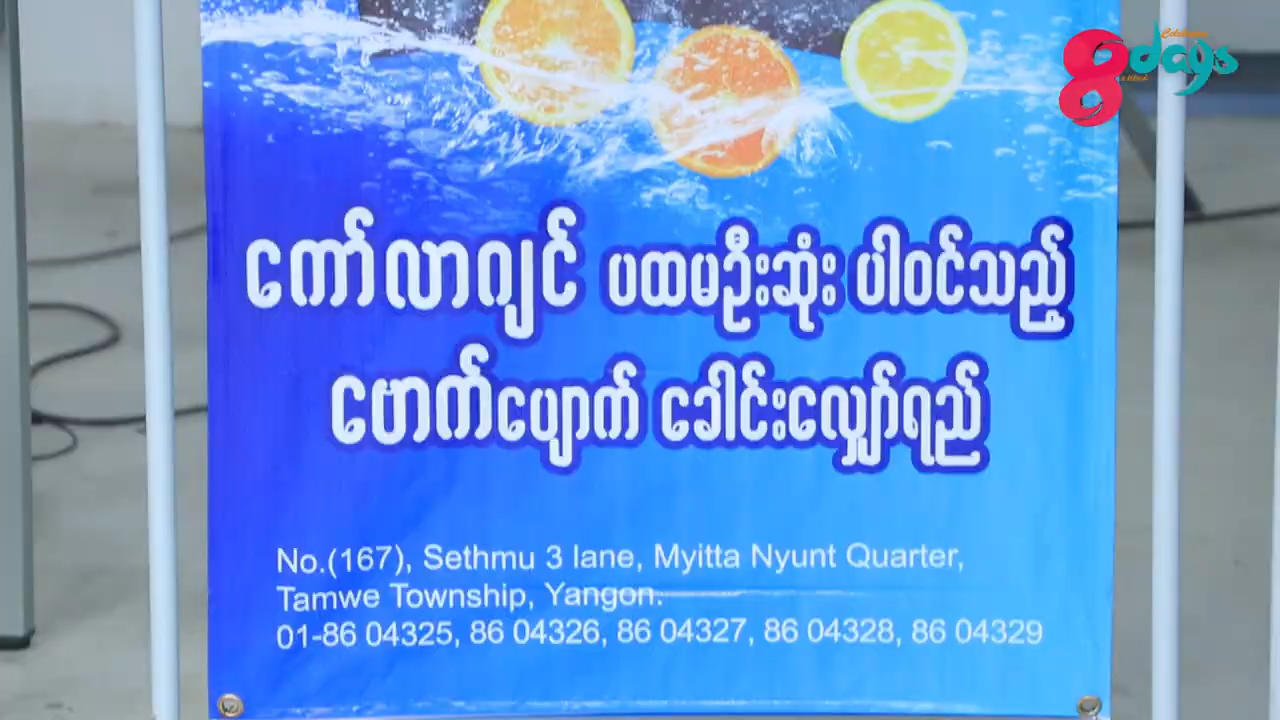 8days
ကော်လာဂျင် ပထမဦးဆုံး ပါဝင်သည့်
ဗောက်ပျောက် ခေါင်းလျှော်ရည်
No.(167), Sethmu 3 lane, Myitta Nyunt Quarter,
Tamwe Township, Yangon.
01-86 04325, 86 04326, 86 04327, 86 04328, 86 04329